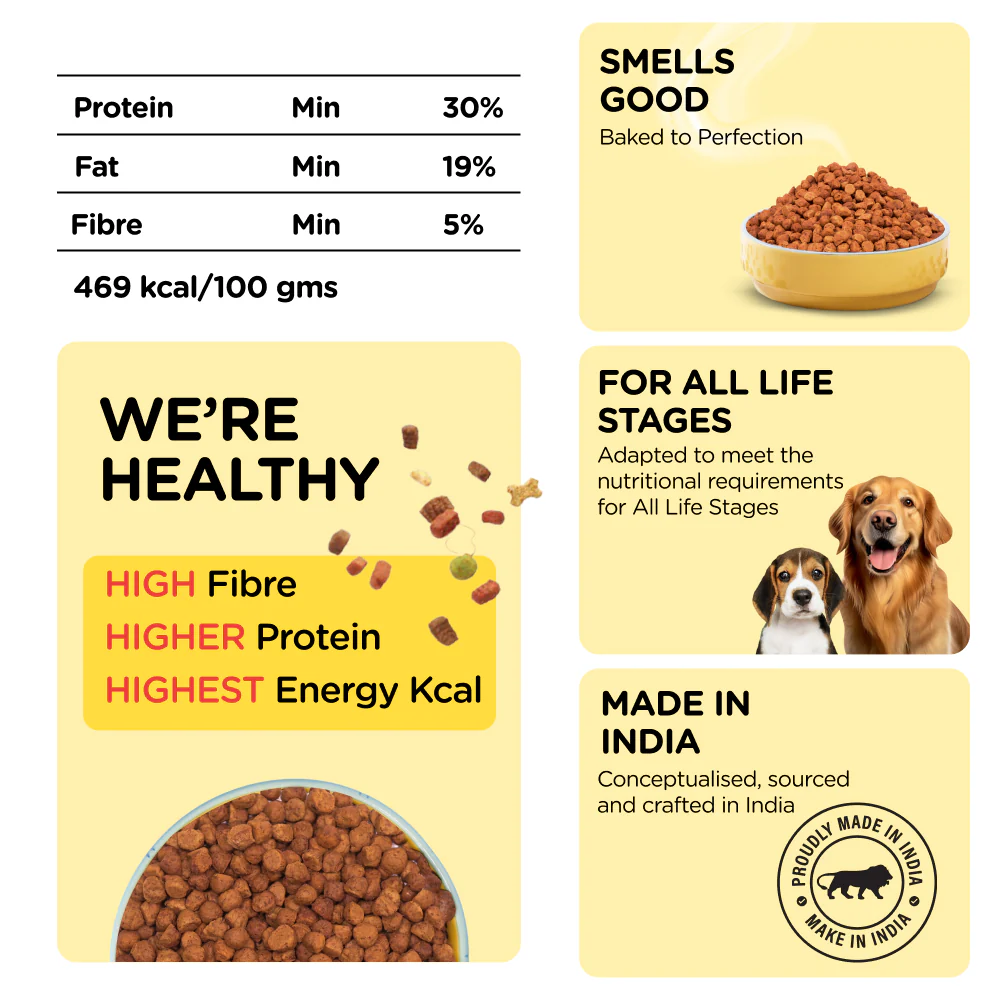 Protein Min 30%
Fat Min 19%
Fibre Min 5%
469 kcal/100 gms
WE'RE
HEALTHY
HIGH Fibre
HIGHER Protein
HIGHEST Energy Kcal
SMELLS
GOOD
Baked to Perfection
FOR ALL LIFE
STAGES
Adapted to meet the
nutritional requirements
for All Life Stages
MADE IN
INDIA
Conceptualised, sourced
and crafted in India
PROUDLY MADE IN INDIA
MAKE IN INDIA